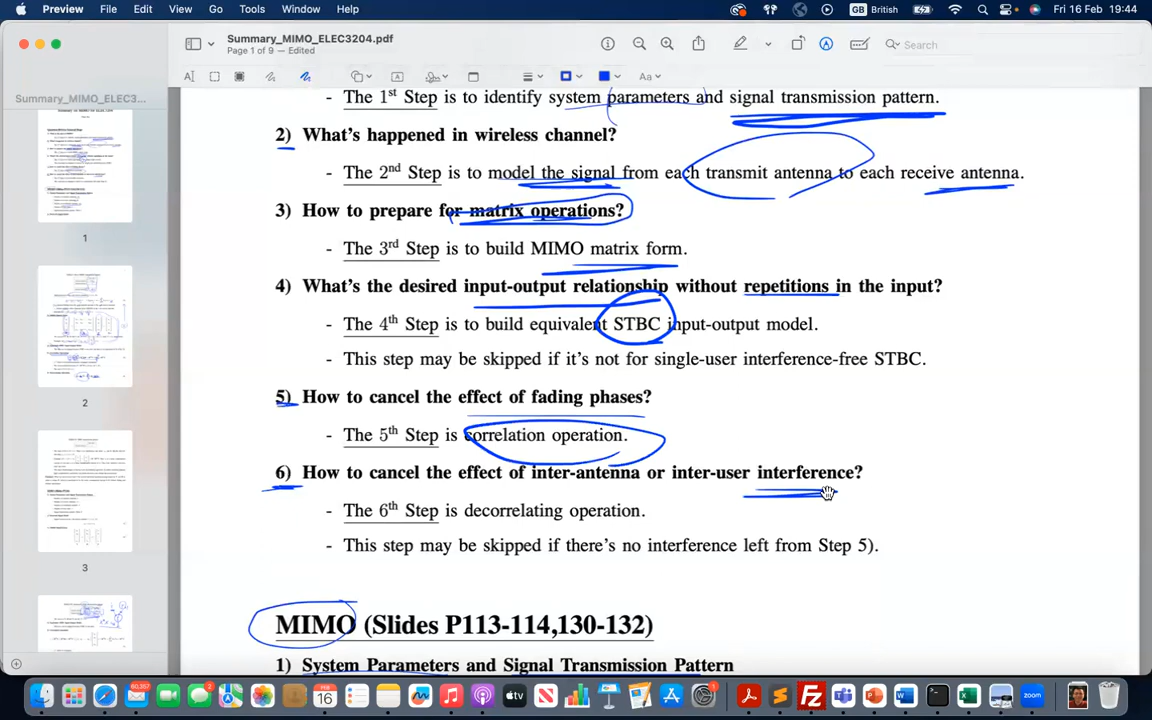 Preview File Edit View Go Tools Window Help GB British Fri 16 Feb 19:44
Summary_MIMO_ELEC3204.pdf
Page 1 of 9 — Edited
Search
Aa
Summary_MIMO_ELEC3...
- The 1st Step is to identify system parameters and signal transmission pattern.
2) What's happened in wireless channel?
- The 2nd Step is to model the signal from each transmit antenna to each receive antenna.
3) How to prepare for matrix operations?
- The 3rd Step is to build MIMO matrix form.
4) What's the desired input-output relationship without repetitions in the input?
- The 4th Step is to build equivalent STBC input-output model.
- This step may be skipped if it's not for single-user interference-free STBC.
5) How to cancel the effect of fading phases?
- The 5th Step is correlation operation.
6) How to cancel the effect of inter-antenna or inter-user interference?
- The 6th Step is decorrelating operation.
- This step may be skipped if there's no interference left from Step 5).
MIMO (Slides P113-114,130-132)
1) System Parameters and Signal Transmission Pattern
1
2
3
FEB
16
zoom